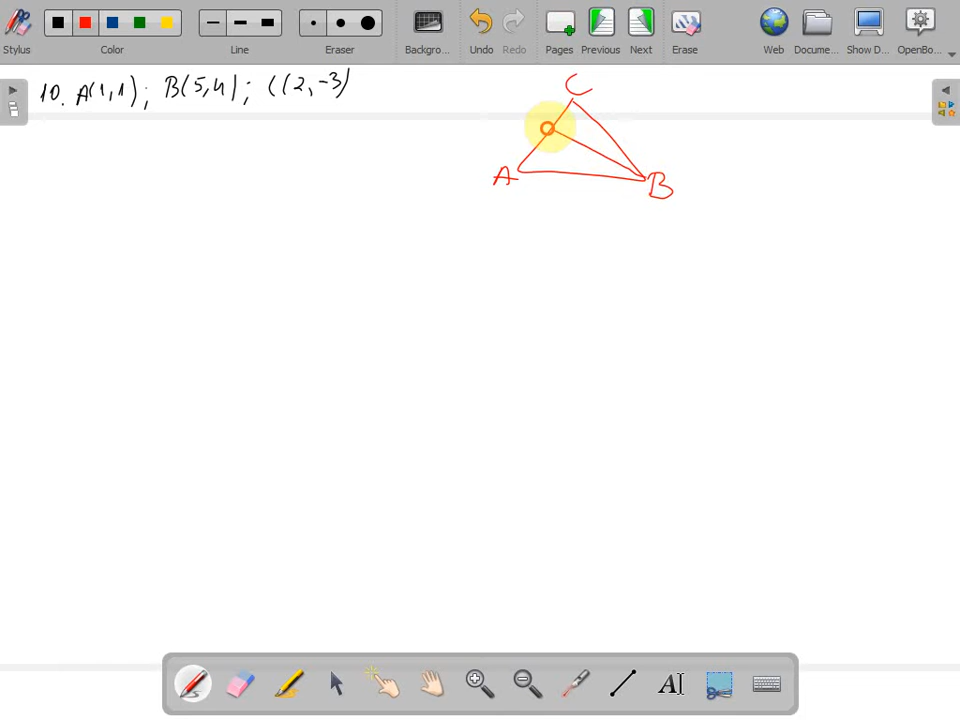 Stylus
Color
Line
Eraser
Backgro...
Undo
Redo
Pages
Previous
Next
Erase
Web
Docume...
Show D...
OpenBo...
10. A(1,1); B(5,4); C(2,-3)
C
A
B